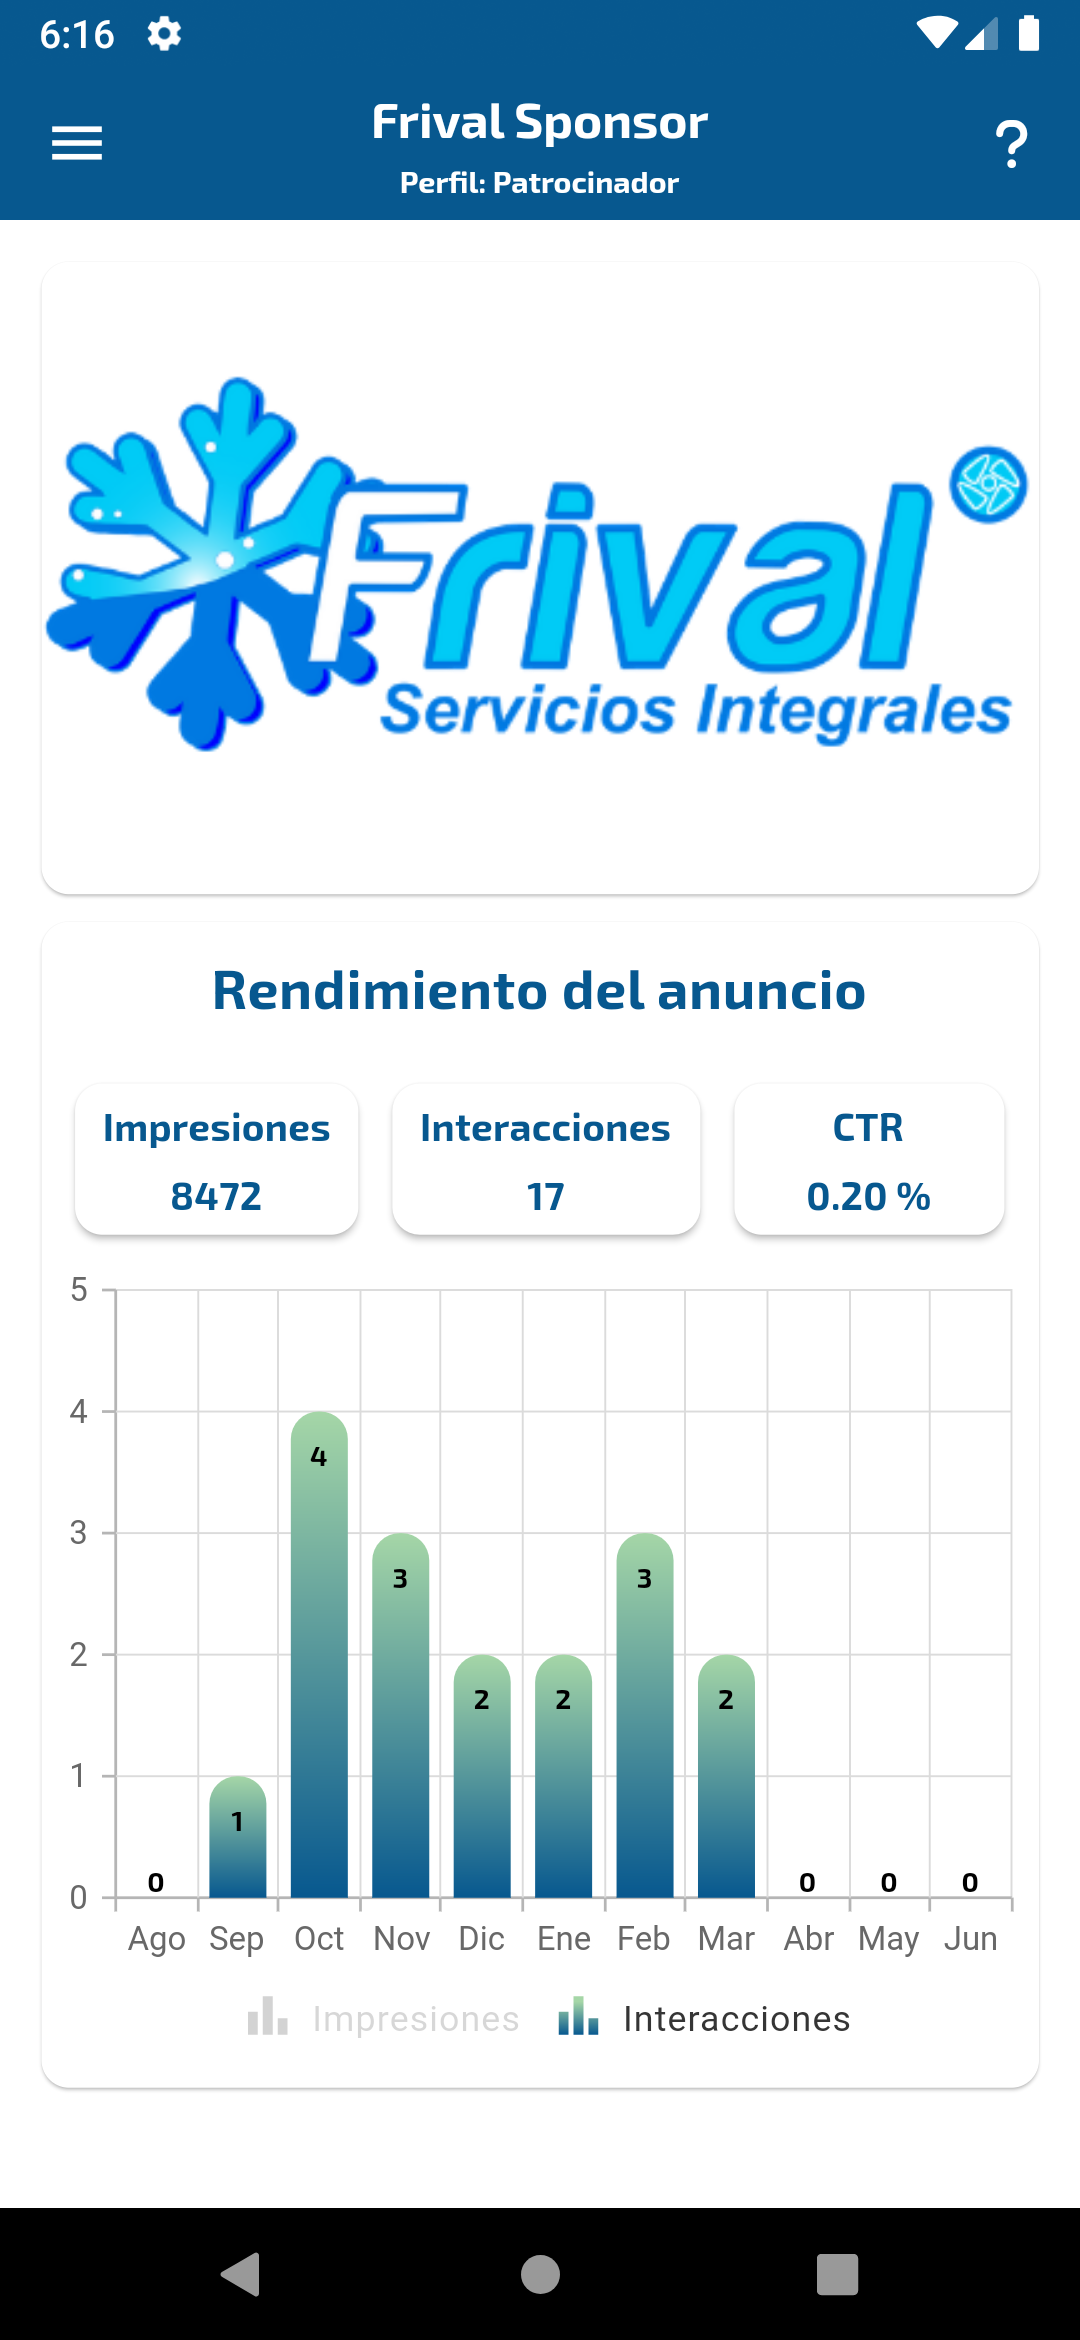 6:16
Frival Sponsor
Perfil: Patrocinador
?
Frival
Servicios Integrales
Rendimiento del anuncio
Impresiones Interacciones CTR
8472 17 0.20 %
5
4
3
2
1
0
0 1 4 3 2 2 3 2 0 0 0
Ago Sep Oct Nov Dic Ene Feb Mar Abr May Jun
Impresiones Interacciones